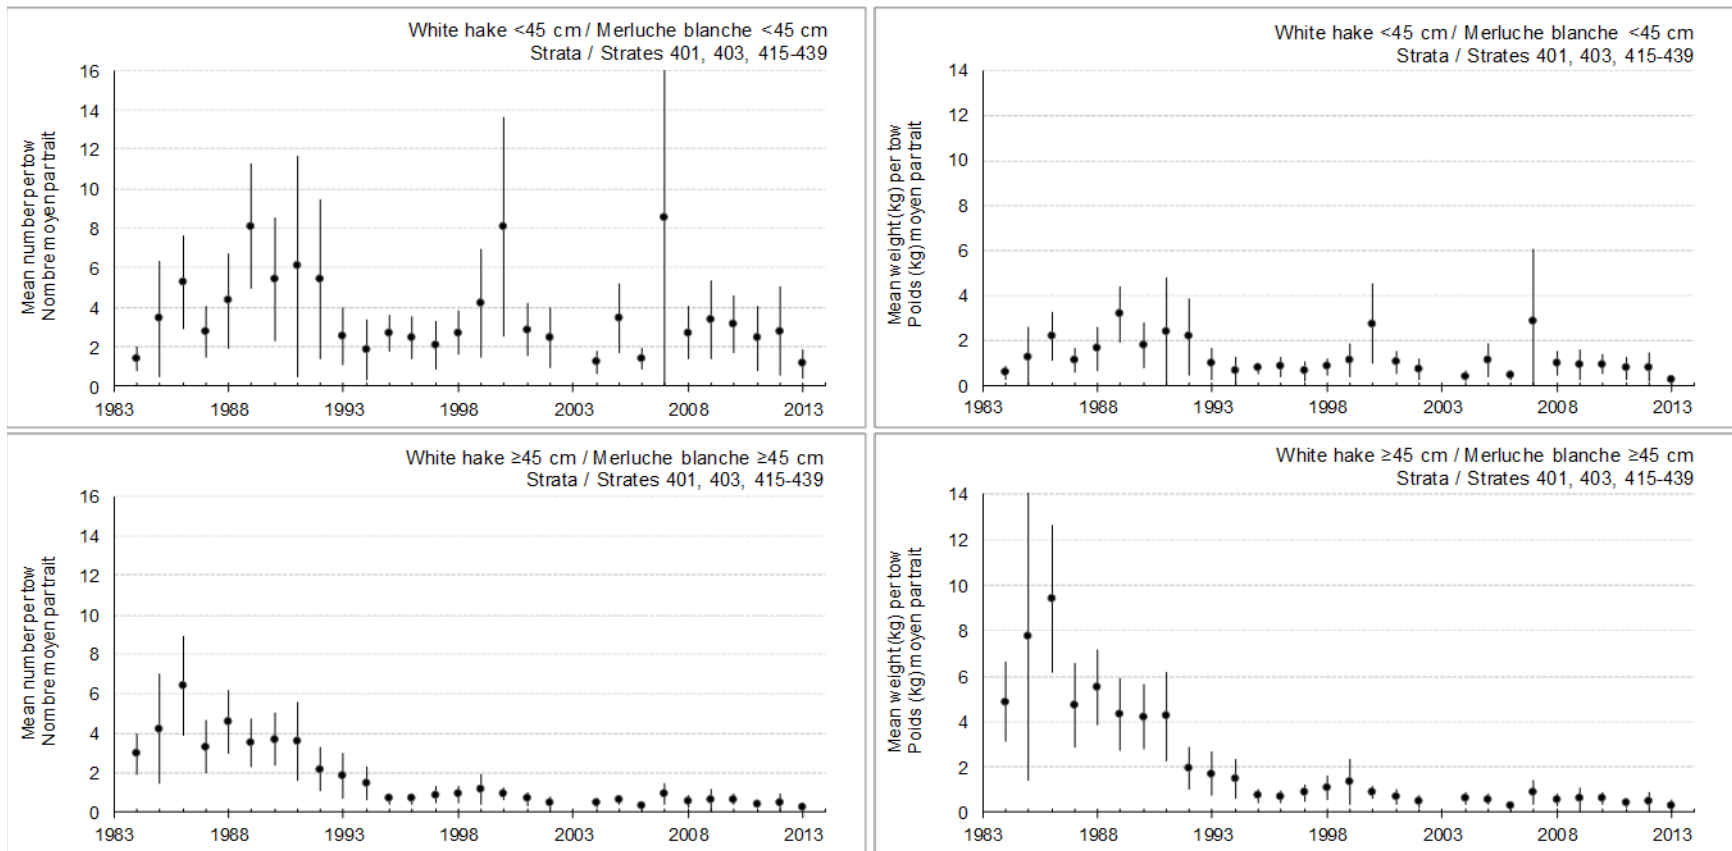 White hake <45 cm / Merluche blanche <45 cm
Strata / Strates 401, 403, 415-439
Mean number per tow
Nombre moyen par trait
16
14
12
10
8
6
4
2
0
1983 1988 1993 1998 2003 2008 2013
White hake <45 cm / Merluche blanche <45 cm
Strata / Strates 401, 403, 415-439
Mean weight (kg) per tow
Poids (kg) moyen par trait
14
12
10
8
6
4
2
0
1983 1988 1993 1998 2003 2008 2013
White hake ≥45 cm / Merluche blanche ≥45 cm
Strata / Strates 401, 403, 415-439
Mean number per tow
Nombre moyen par trait
16
14
12
10
8
6
4
2
0
1983 1988 1993 1998 2003 2008 2013
White hake ≥45 cm / Merluche blanche ≥45 cm
Strata / Strates 401, 403, 415-439
Mean weight (kg) per tow
Poids (kg) moyen par trait
14
12
10
8
6
4
2
0
1983 1988 1993 1998 2003 2008 2013